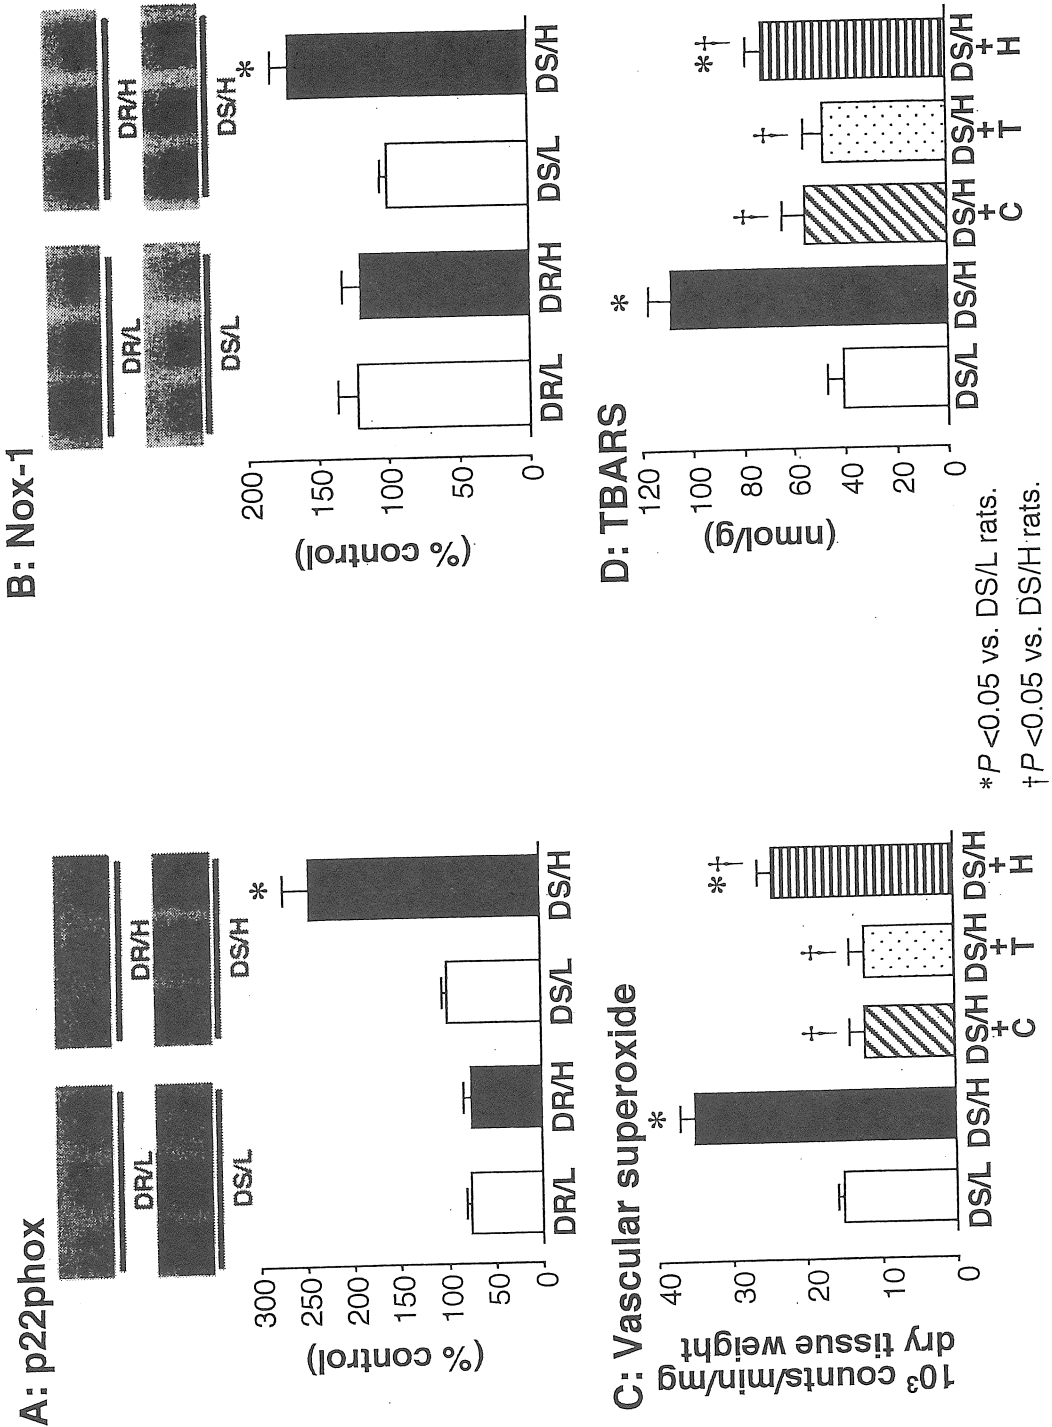 A: p22phox
DR/L
DR/H
DS/L
DS/H
300
250
200
150
100
50
0
(% control)
*
DR/L
DR/H
DS/L
DS/H
B: Nox-1
DR/L
DR/H
DS/L
DS/H
200
150
100
50
0
(% control)
*
DR/L
DR/H
DS/L
DS/H
C: Vascular superoxide
10³ counts/min/mg
dry tissue weight
40
30
20
10
0
*
†
†
*†
DS/L DS/H DS/H DS/H DS/H
+ + +
C T H
D: TBARS
(nmol/g)
120
100
80
60
40
20
0
*
†
†
*†
DS/L DS/H DS/H DS/H DS/H
+ + +
C T H
*P <0.05 vs. DS/L rats.
†P <0.05 vs. DS/H rats.